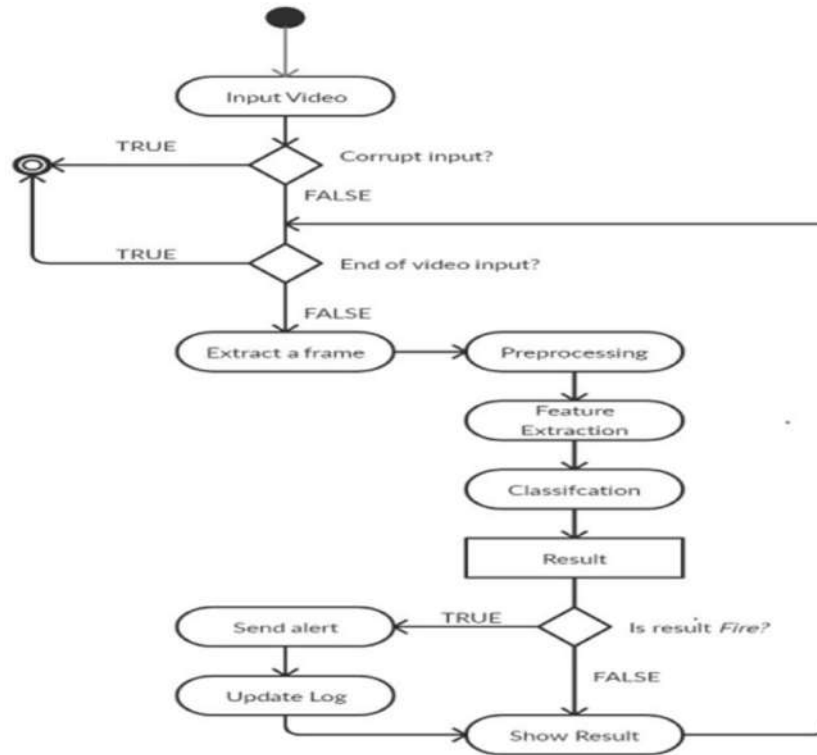 Input Video
TRUE
Corrupt input?
FALSE
TRUE
End of video input?
FALSE
Extract a frame
Preprocessing
Feature
Extraction
Classifcation
Result
Send alert
TRUE
Is result Fire?
FALSE
Update Log
Show Result